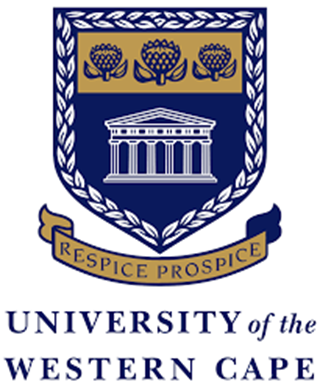 RESPICE PROSPICE
UNIVERSITY of the
WESTERN CAPE